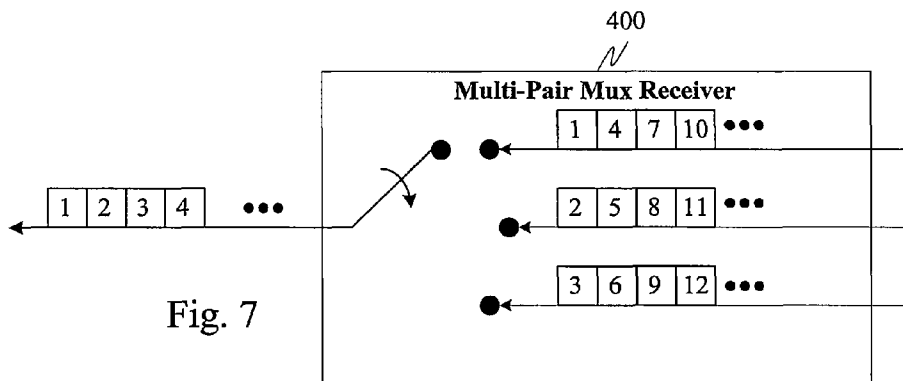 400
Multi-Pair Mux Receiver
1 4 7 10 •••
1 2 3 4 •••
2 5 8 11 •••
3 6 9 12 •••
Fig. 7